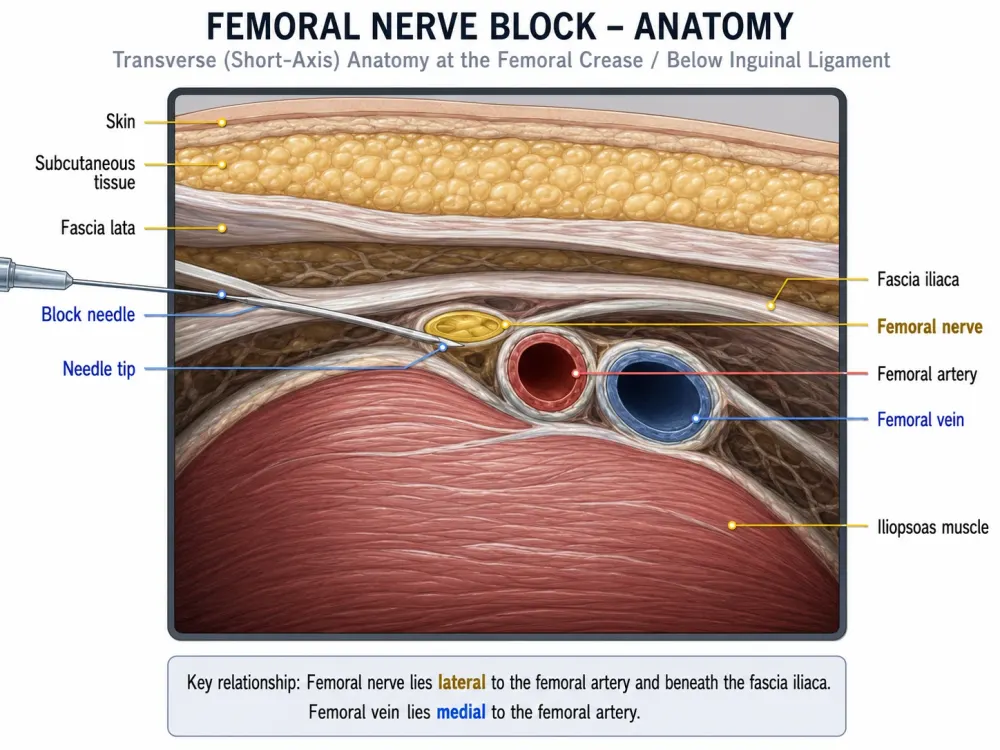 FEMORAL NERVE BLOCK – ANATOMY
Transverse (Short-Axis) Anatomy at the Femoral Crease / Below Inguinal Ligament
Skin
Subcutaneous
tissue
Fascia lata
Block needle
Needle tip
Fascia iliaca
Femoral nerve
Femoral artery
Femoral vein
Iliopsoas muscle
Key relationship: Femoral nerve lies lateral to the femoral artery and beneath the fascia iliaca.
Femoral vein lies medial to the femoral artery.